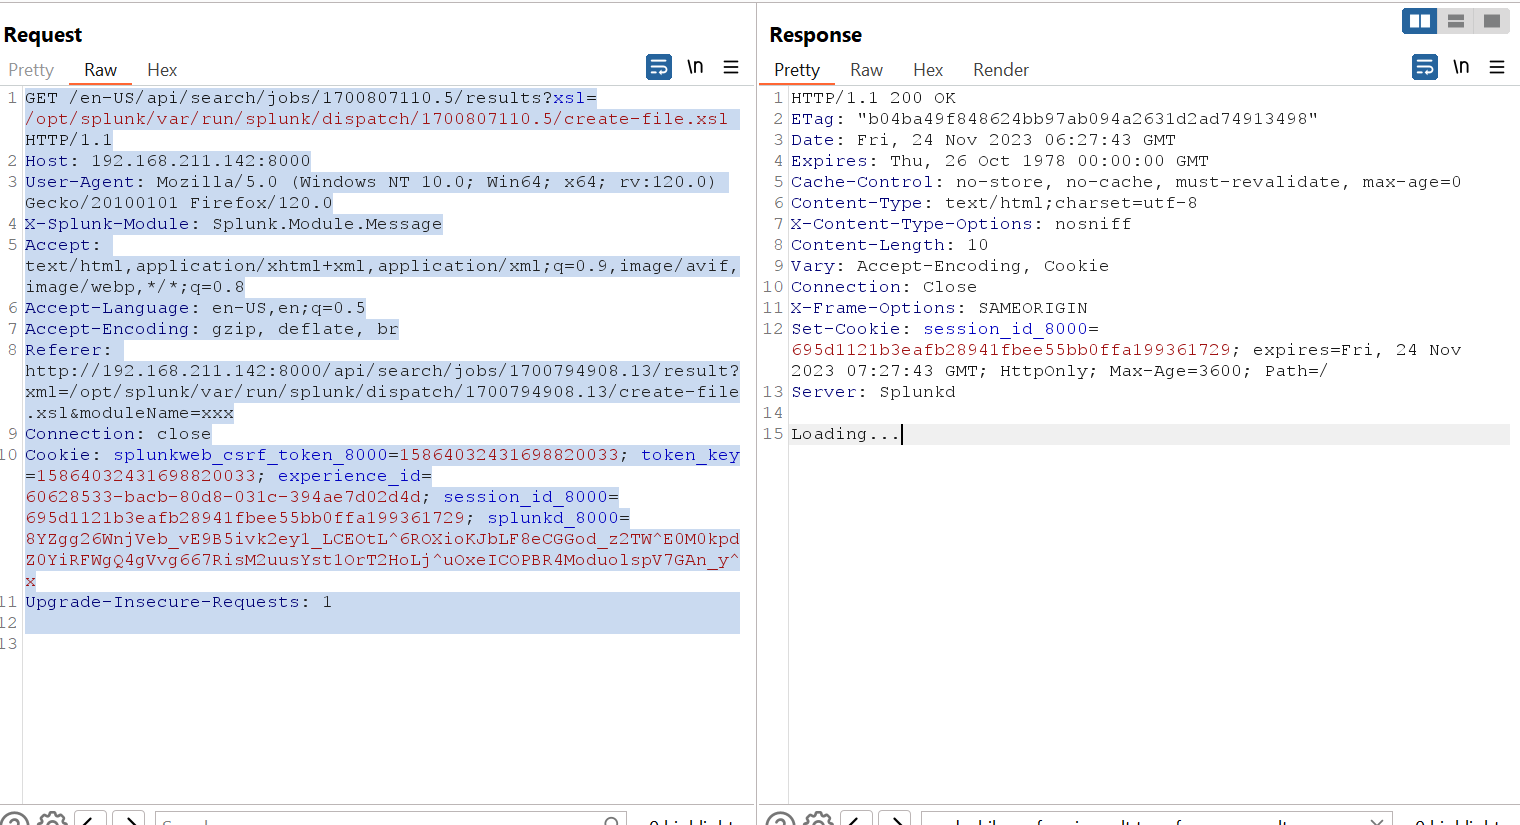 Request
Pretty Raw Hex \n
1 GET /en-US/api/search/jobs/1700807110.5/results?xsl=
/opt/splunk/var/run/splunk/dispatch/1700807110.5/create-file.xsl
HTTP/1.1
2 Host: 192.168.211.142:8000
3 User-Agent: Mozilla/5.0 (Windows NT 10.0; Win64; x64; rv:120.0)
Gecko/20100101 Firefox/120.0
4 X-Splunk-Module: Splunk.Module.Message
5 Accept:
text/html,application/xhtml+xml,application/xml;q=0.9,image/avif,
image/webp,*/*;q=0.8
6 Accept-Language: en-US,en;q=0.5
7 Accept-Encoding: gzip, deflate, br
8 Referer:
http://192.168.211.142:8000/api/search/jobs/1700794908.13/result?
xml=/opt/splunk/var/run/splunk/dispatch/1700794908.13/create-file
.xsl&moduleName=xxx
9 Connection: close
10 Cookie: splunkweb_csrf_token_8000=15864032431698820033; token_key
=15864032431698820033; experience_id=
60628533-bacb-80d8-031c-394ae7d02d4d; session_id_8000=
695d1121b3eafb28941fbee55bb0ffa199361729; splunkd_8000=
8YZgg26WnjVeb_vE9B5ivk2ey1_LCEOtL^6ROXioKJbLF8eCGGod_z2TW^E0M0kpd
Z0YiRFWgQ4gVvg667RisM2uusYst1OrT2HoLj^uOxeICOPBR4ModuolspV7GAn_y^
x
11 Upgrade-Insecure-Requests: 1
12
13
Response
Pretty Raw Hex Render \n
1 HTTP/1.1 200 OK
2 ETag: "b04ba49f848624bb97ab094a2631d2ad74913498"
3 Date: Fri, 24 Nov 2023 06:27:43 GMT
4 Expires: Thu, 26 Oct 1978 00:00:00 GMT
5 Cache-Control: no-store, no-cache, must-revalidate, max-age=0
6 Content-Type: text/html;charset=utf-8
7 X-Content-Type-Options: nosniff
8 Content-Length: 10
9 Vary: Accept-Encoding, Cookie
10 Connection: Close
11 X-Frame-Options: SAMEORIGIN
12 Set-Cookie: session_id_8000=
695d1121b3eafb28941fbee55bb0ffa199361729; expires=Fri, 24 Nov
2023 07:27:43 GMT; HttpOnly; Max-Age=3600; Path=/
13 Server: Splunkd
14
15 Loading...